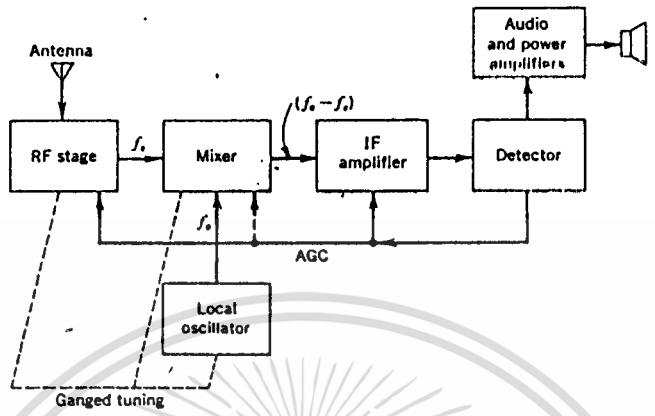 Antenna
RF stage
fₛ
Mixer
(fₒ – fₛ)
IF
amplifier
Detector
Audio
and power
amplifiers
fₒ
AGC
Local
oscillator
Ganged tuning